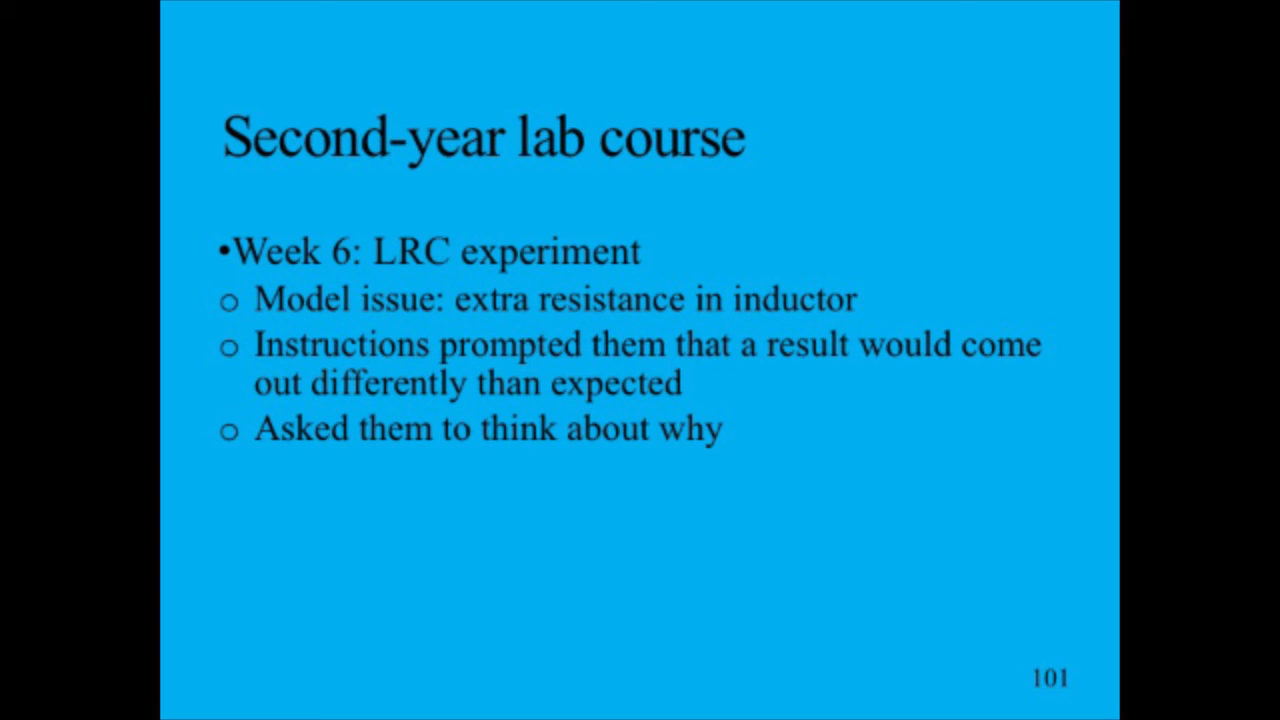 Second-year lab course
•Week 6: LRC experiment
o Model issue: extra resistance in inductor
o Instructions prompted them that a result would come
out differently than expected
o Asked them to think about why
101